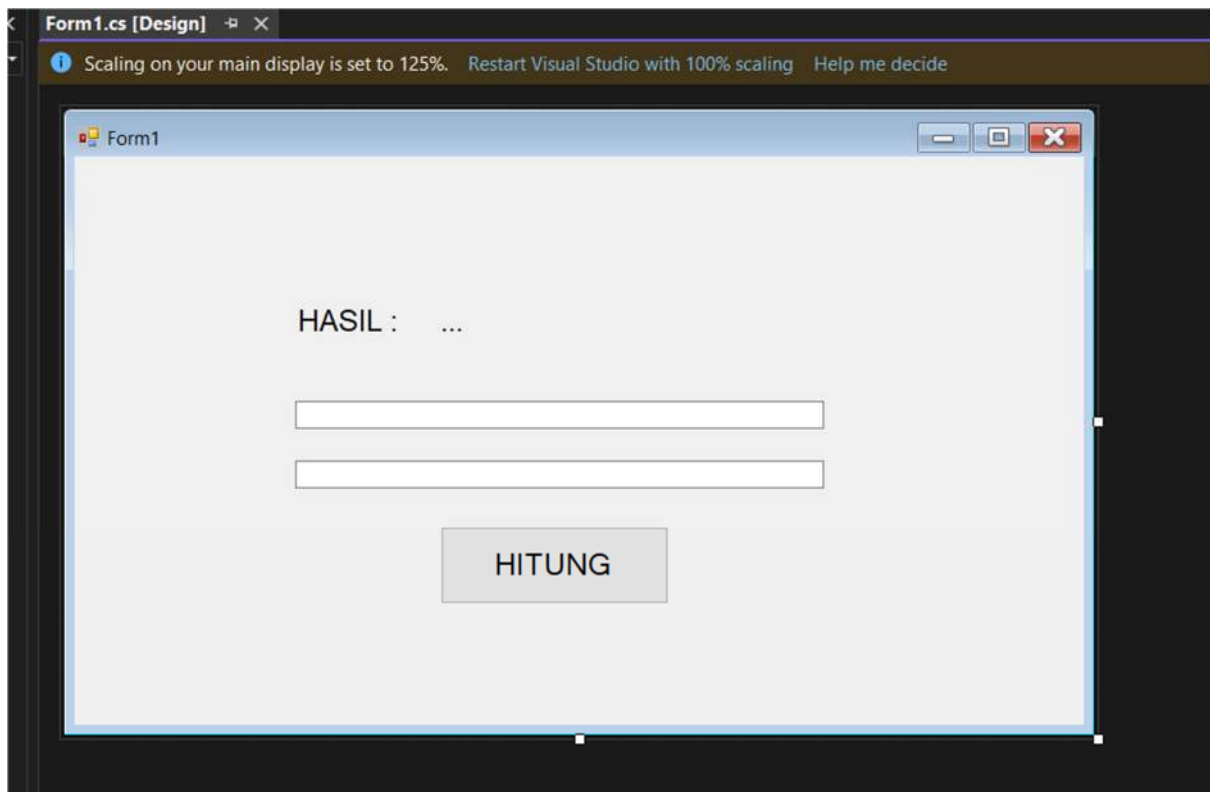 Form1.cs [Design]
Scaling on your main display is set to 125%. Restart Visual Studio with 100% scaling Help me decide
Form1
HASIL : ...
HITUNG